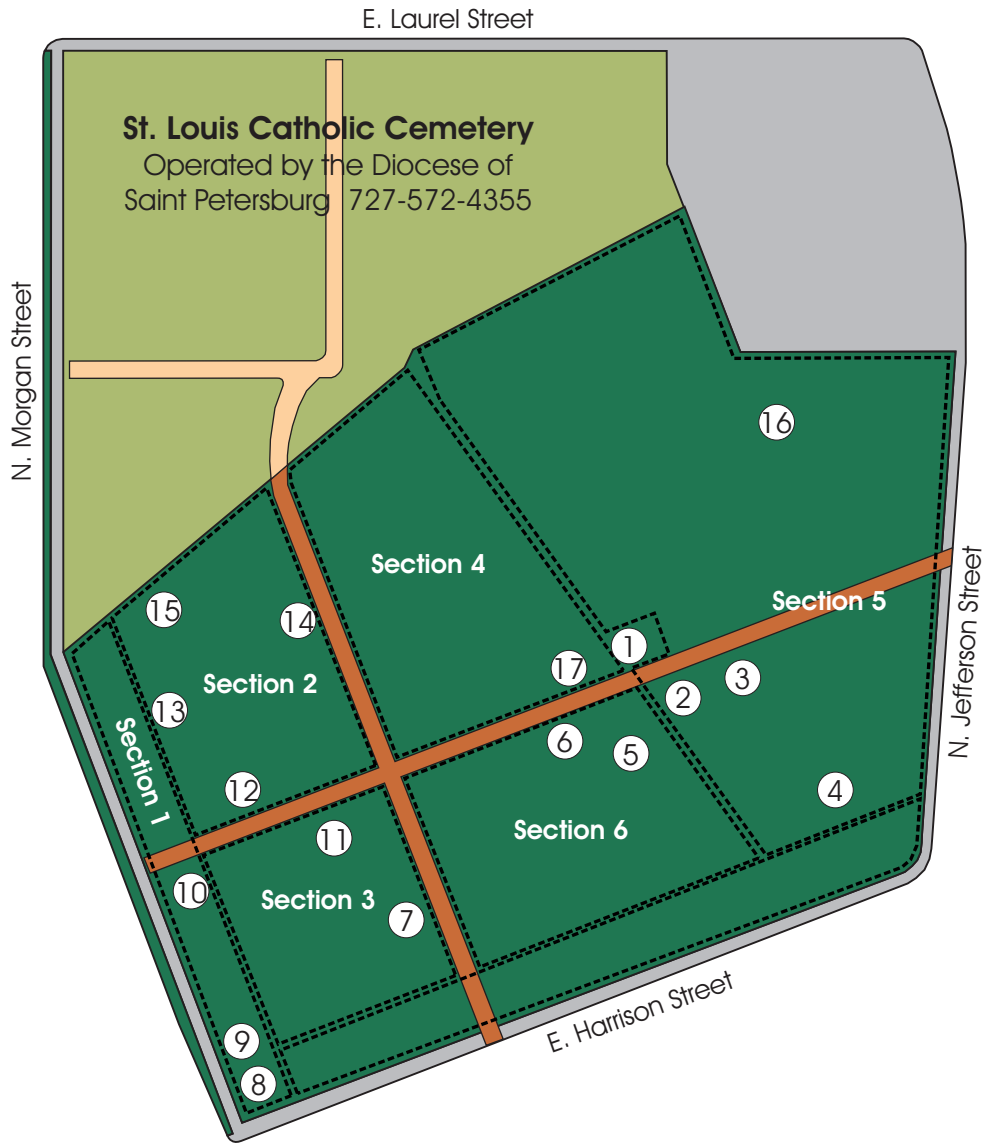 E. Laurel Street
St. Louis Catholic Cemetery
Operated by the Diocese of
Saint Petersburg 727-572-4355
N. Morgan Street
16
Section 4
N. Jefferson Street
Section 5
15
14
1
17
3
Section 2
2
13
6
5
Section 1
12
4
11
Section 6
10
Section 3
7
E. Harrison Street
9
8